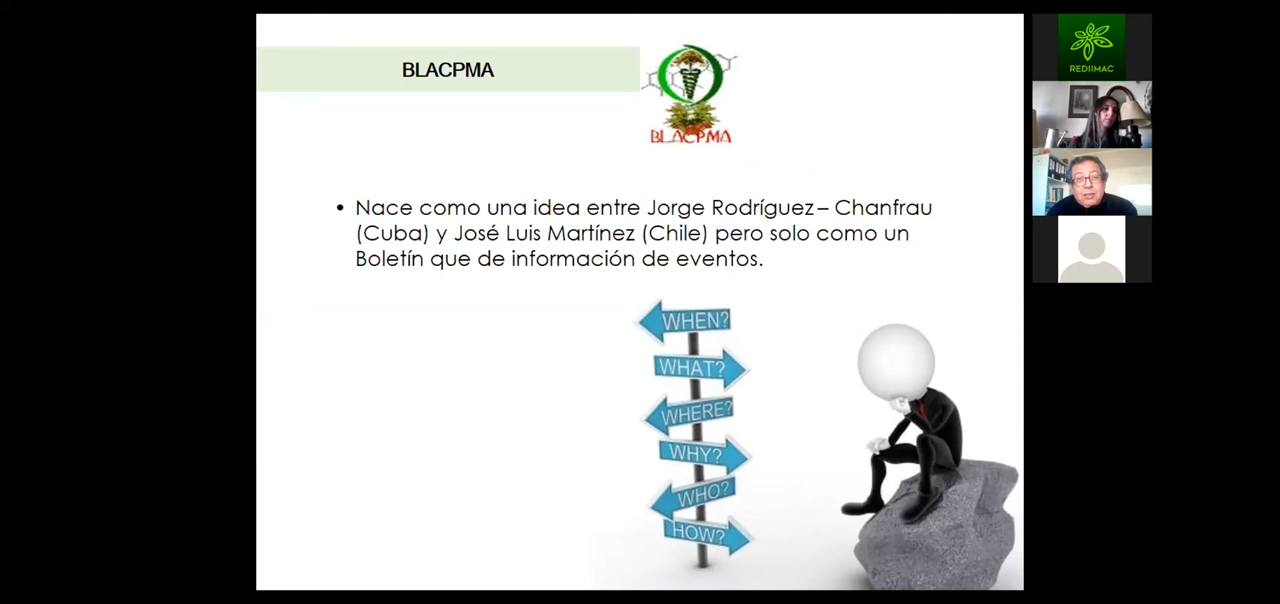 BLACPMA
BLACPMA
• Nace como una idea entre Jorge Rodríguez – Chanfrau
(Cuba) y José Luis Martínez (Chile) pero solo como un
Boletín que de información de eventos.
WHEN?
WHAT?
WHERE?
WHY?
WHO?
HOW?
REDIIMAC